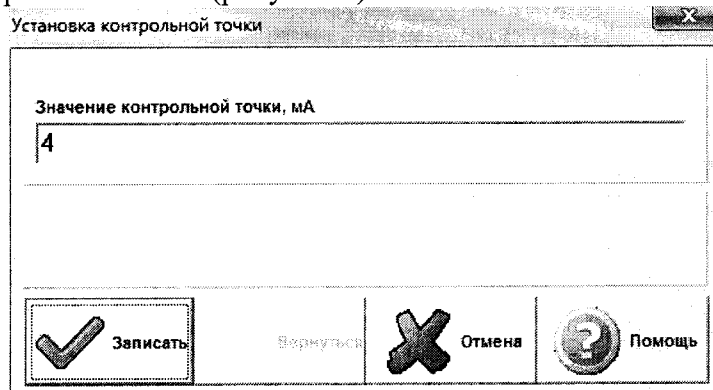 Установка контрольной точки
Значение контрольной точки, мА
4
Записать
Вернуться
Отмена
Помощь